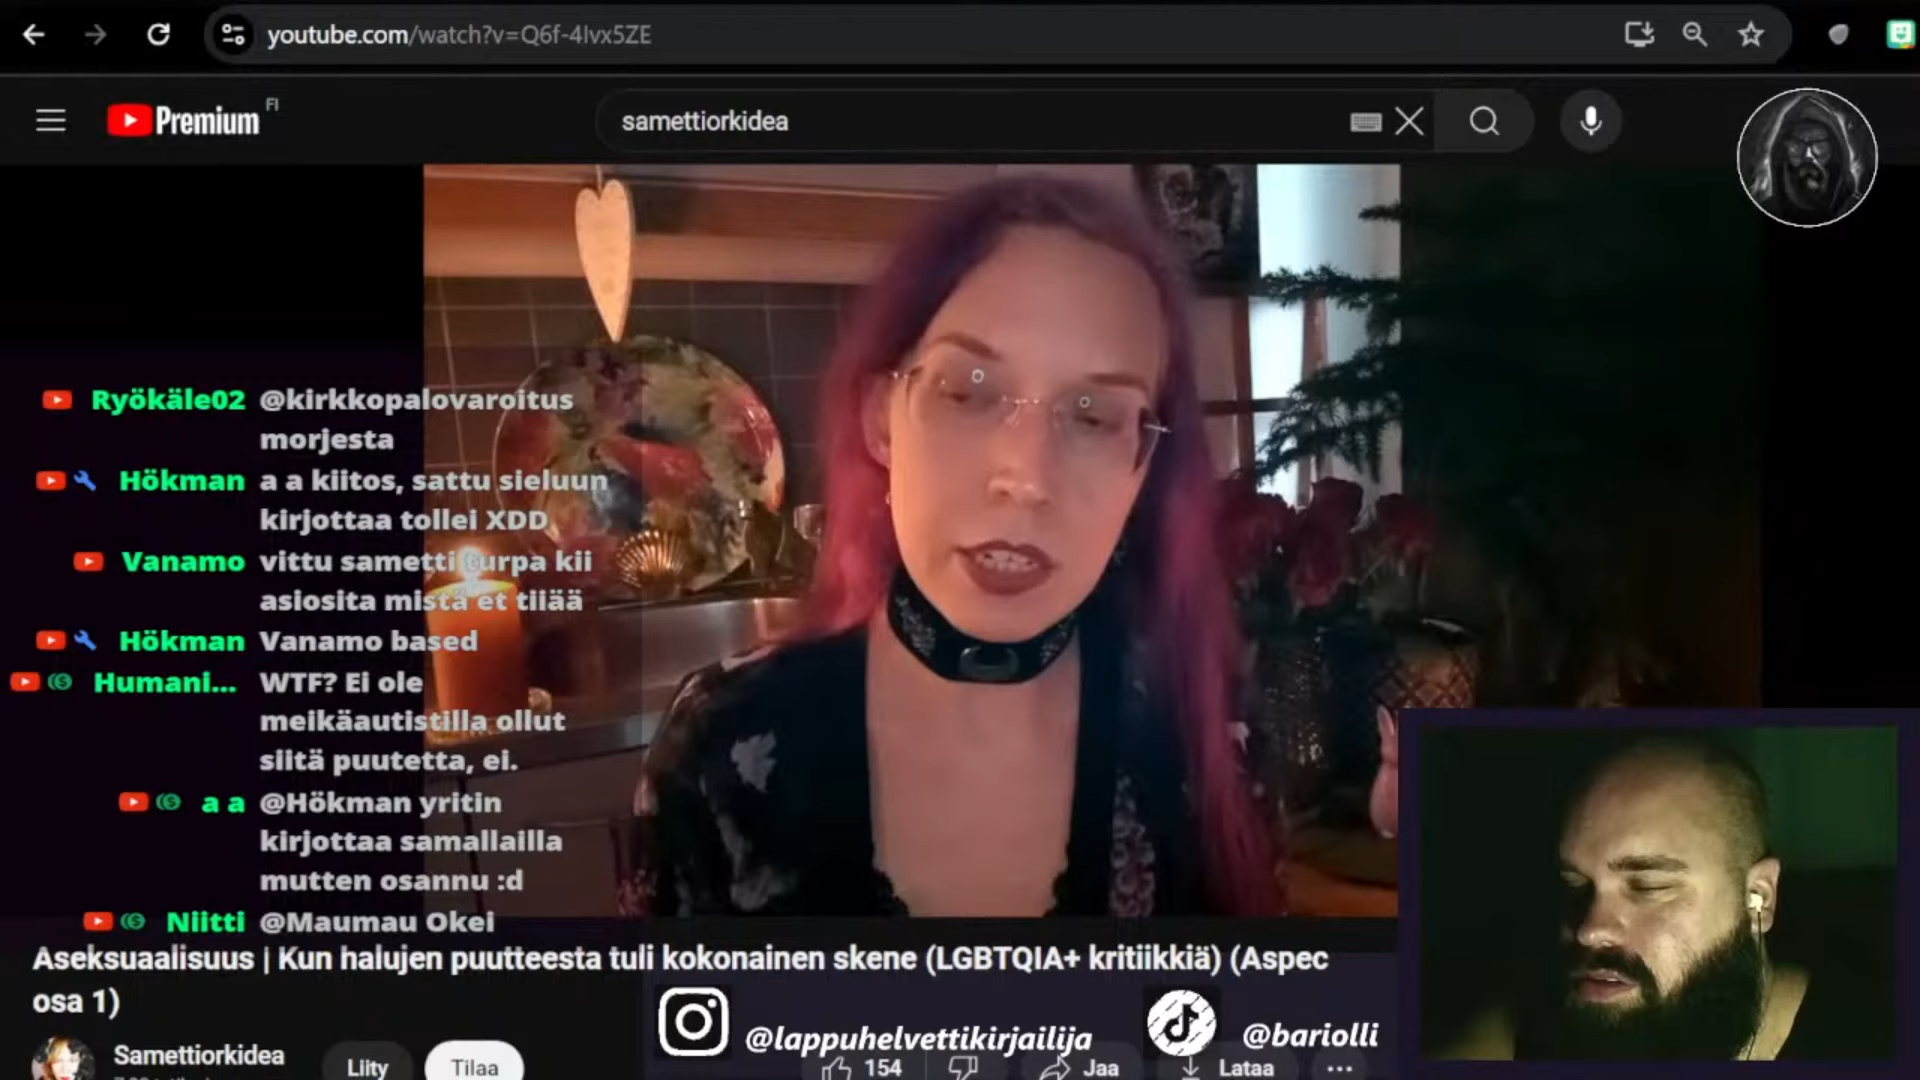 youtube.com/watch?v=Q6f-4lvx5ZE
Premium
FI
samettiorkidea
Ryökäle02 @kirkkopalovaroitus
morjesta
Hökman a a kiitos, sattu sieluun
kirjottaa tollei XDD
Vanamo vittu sametti turpa kii
asiosita mistä et tiiää
Hökman Vanamo based
Humani... WTF? Ei ole
meikäautistilla ollut
siitä puutetta, ei.
a a @Hökman yritin
kirjottaa samallailla
mutten osannu :d
Niitti @Maumau Okei
Aseksuaalisuus | Kun halujen puutteesta tuli kokonainen skene (LGBTQIA+ kritiikkiä) (Aspec
osa 1)
@lappuhelvettikirjailija
@bariolli
Samettiorkidea
Liity
Tilaa
154
Jaa
Lataa